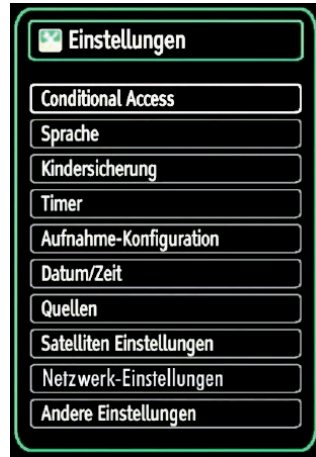 Einstellungen
Conditional Access
Sprache
Kindersicherung
Timer
Aufnahme-Konfiguration
Datum/Zeit
Quellen
Satelliten Einstellungen
Netzwerk-Einstellungen
Andere Einstellungen